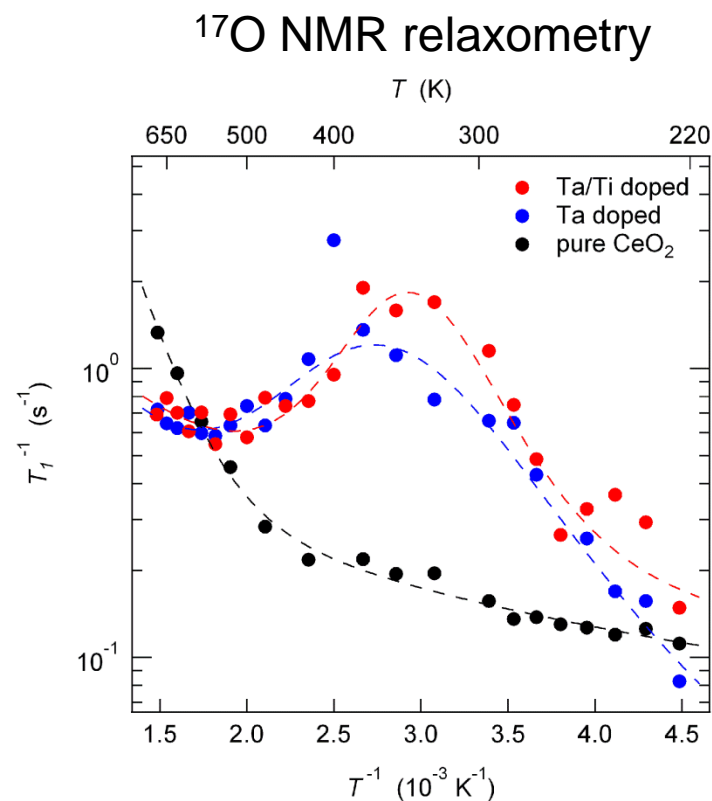 ¹⁷O NMR relaxometry
T (K)
650 500 400 300 220
Ta/Ti doped
Ta doped
pure CeO₂
10⁰
10⁻¹
T₁⁻¹ (s⁻¹)
1.5 2.0 2.5 3.0 3.5 4.0 4.5
T⁻¹ (10⁻³ K⁻¹)